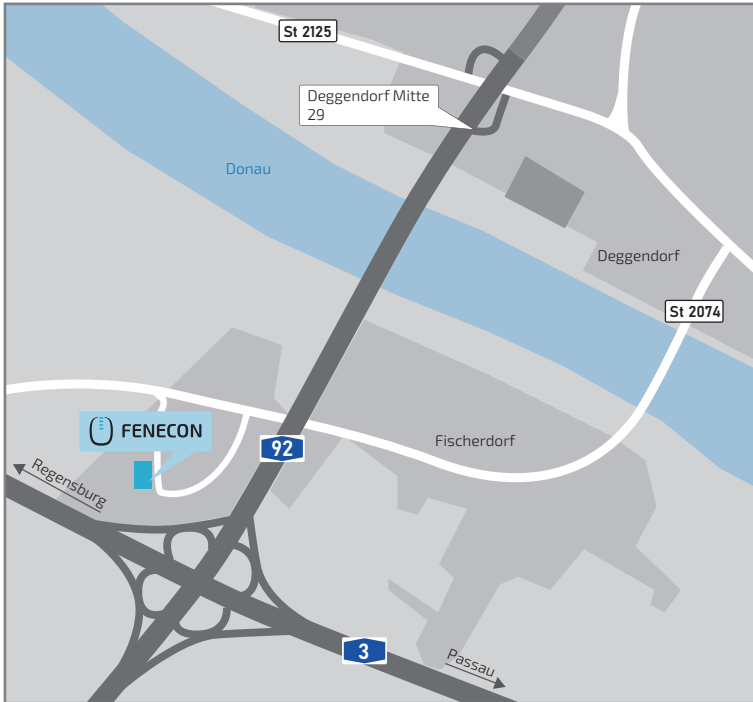 St 2125
Deggendorf Mitte
29
Donau
Deggendorf
St 2074
FENECON
92
Fischerdorf
Regensburg
3
Passau